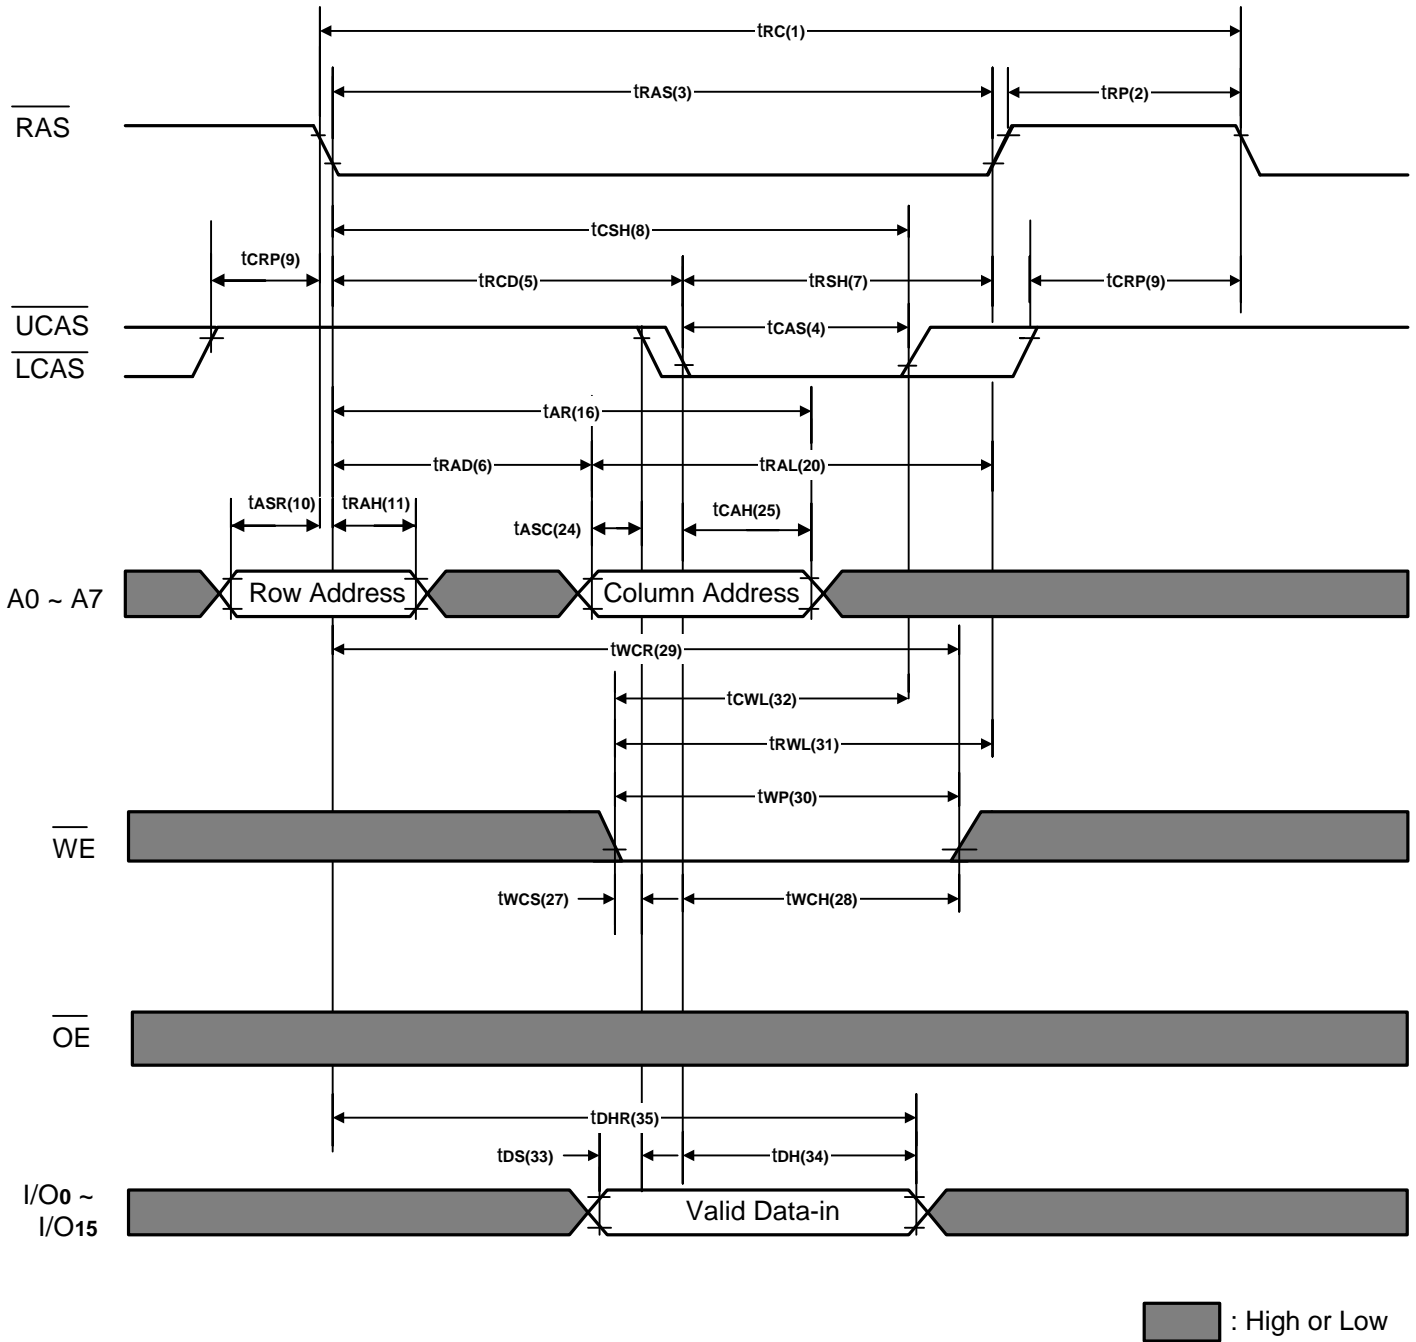 tRC(1)
tRAS(3)
tRP(2)
RAS
tCSH(8)
tCRP(9)
tRCD(5)
tRSH(7)
tCRP(9)
UCAS
tCAS(4)
LCAS
tAR(16)
tRAD(6)
tRAL(20)
tASR(10)
tRAH(11)
tASC(24)
tCAH(25)
A0 ~ A7
Row Address
Column Address
tWCR(29)
tCWL(32)
tRWL(31)
tWP(30)
WE
tWCS(27)
tWCH(28)
OE
tDHR(35)
tDS(33)
tDH(34)
I/O0 ~
I/O15
Valid Data-in
: High or Low